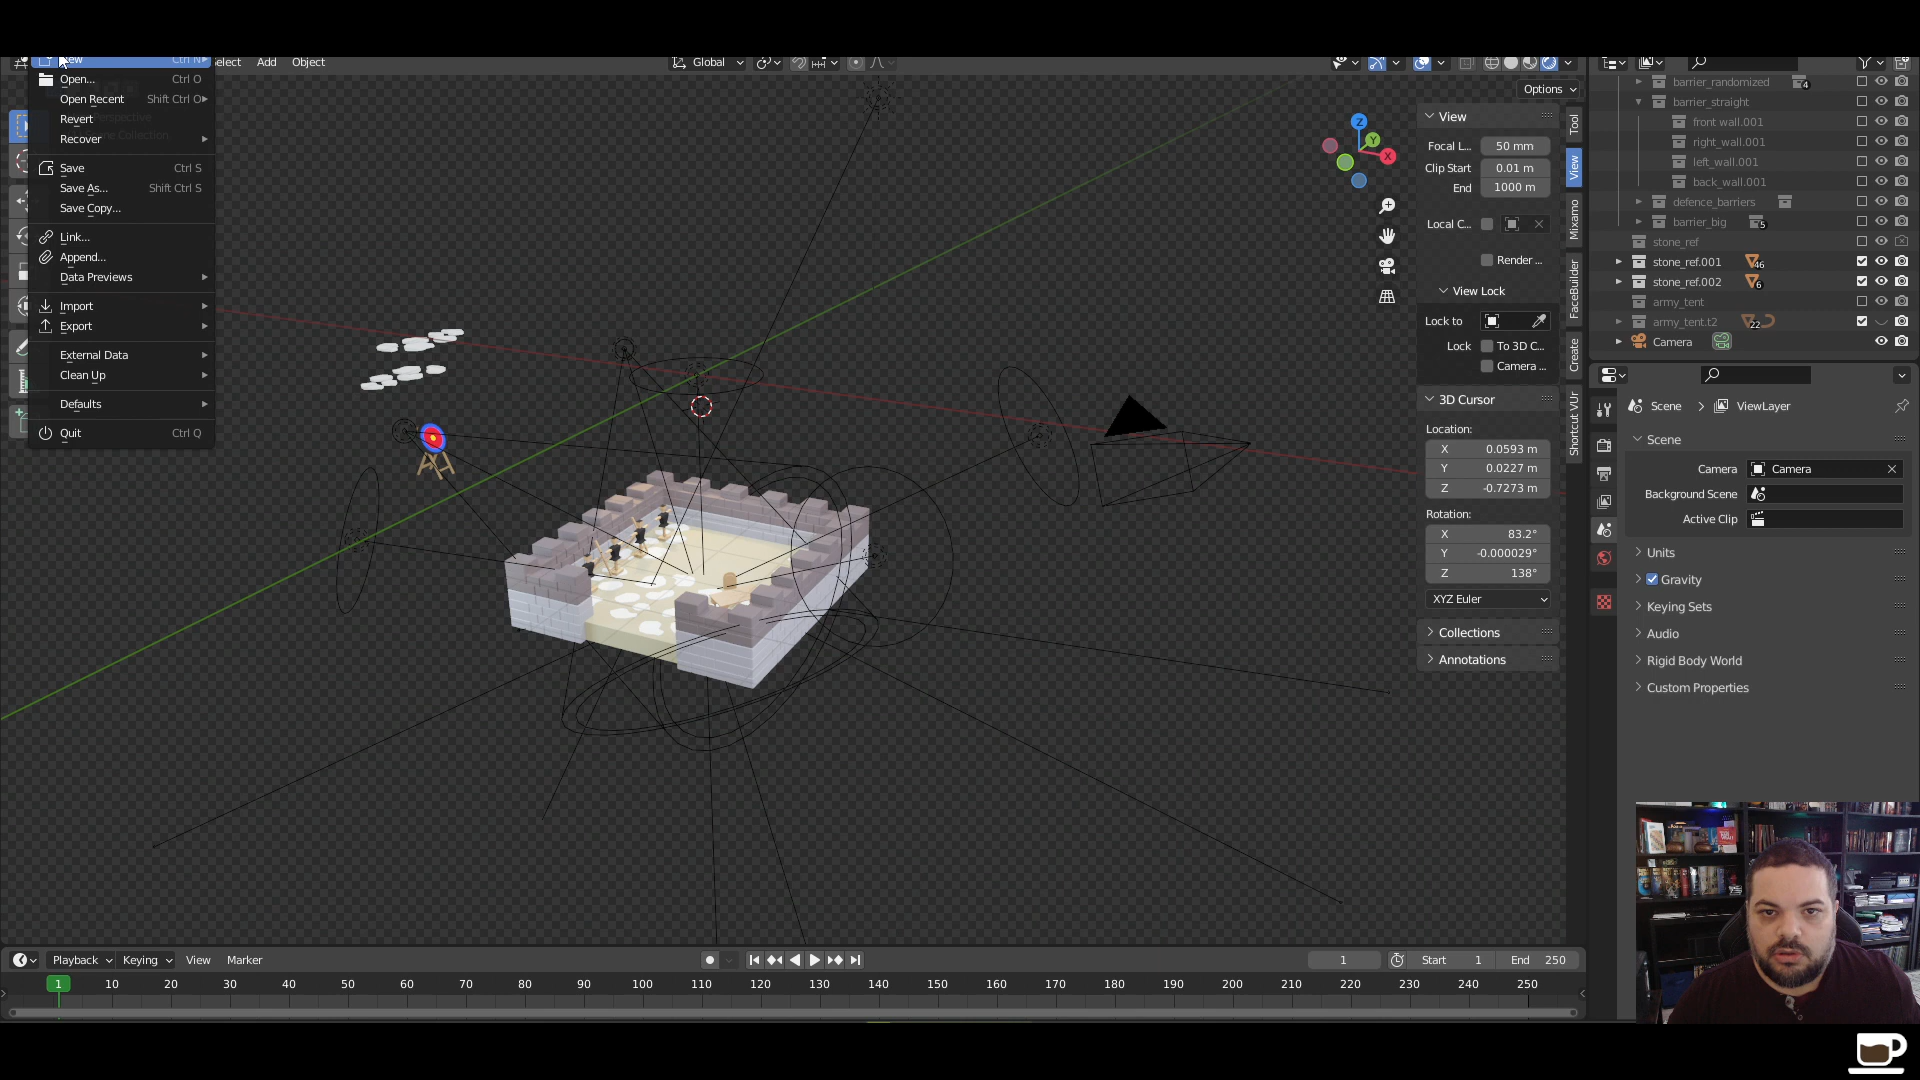 Ctrl N
elect Add Object
Global
Open... Ctrl O
Open Recent Shift Ctrl O
Revert
Recover
Save Ctrl S
Save As... Shift Ctrl S
Save Copy...
Link...
Append...
Data Previews
Import
Export
External Data
Clean Up
Defaults
Quit Ctrl Q
Options
View
Focal L... 50 mm
Clip Start 0.01 m
End 1000 m
Local C...
Render ...
View Lock
Lock to
Lock To 3D C...
Camera ...
3D Cursor
Location:
X 0.0593 m
Y 0.0227 m
Z -0.7273 m
Rotation:
X 83.2°
Y -0.000029°
Z 138°
XYZ Euler
Collections
Annotations
Tool
View
Mixamo
FaceBuilder
Create
Shortcut VUr
Z
Y
X
barrier_randomized 4
barrier_straight
front wall.001
right_wall.001
left_wall.001
back_wall.001
defence_barriers
barrier_big 5
stone_ref
stone_ref.001 46
stone_ref.002 6
army_tent
army_tent.t2 22
Camera
Scene ViewLayer
Scene
Camera Camera
Background Scene
Active Clip
Units
Gravity
Keying Sets
Audio
Rigid Body World
Custom Properties
Playback Keying View Marker
1 Start 1 End 250
1 10 20 30 40 50 60 70 80 90 100 110 120 130 140 150 160 170 180 190 200 210 220 230 240 250